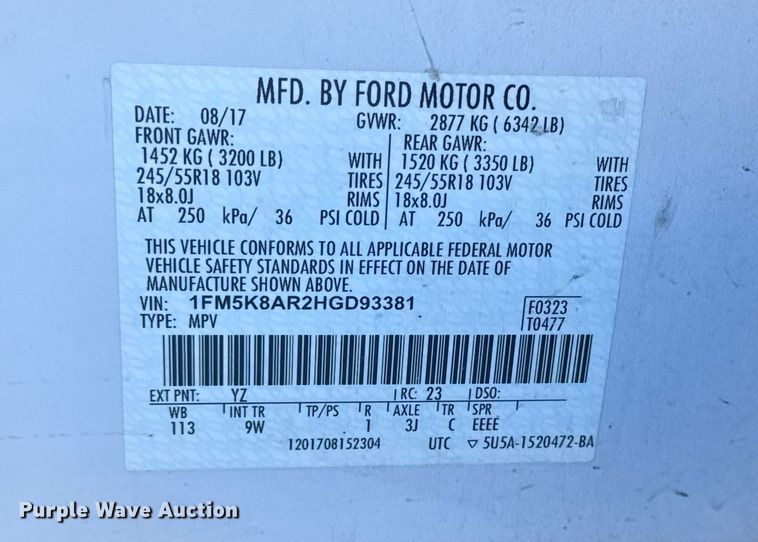 MFD. BY FORD MOTOR CO.
DATE: 08/17 GVWR: 2877 KG ( 6342 LB)
FRONT GAWR: REAR GAWR:
1452 KG ( 3200 LB) WITH 1520 KG ( 3350 LB) WITH
245/55R18 103V TIRES 245/55R18 103V TIRES
18x8.0J RIMS 18x8.0J RIMS
AT 250 kPa/ 36 PSI COLD AT 250 kPa/ 36 PSI COLD
THIS VEHICLE CONFORMS TO ALL APPLICABLE FEDERAL MOTOR
VEHICLE SAFETY STANDARDS IN EFFECT ON THE DATE OF
MANUFACTURE SHOWN ABOVE.
VIN: 1FM5K8AR2HGD93381 F0323
TYPE: MPV T0477
EXT PNT: YZ RC: 23 DSO:
WB INT TR TP/PS R AXLE TR SPR
113 9W 1 3J C EEEE
1201708152304 UTC ▽ 5U5A-1520472-BA
Purple Wave Auction